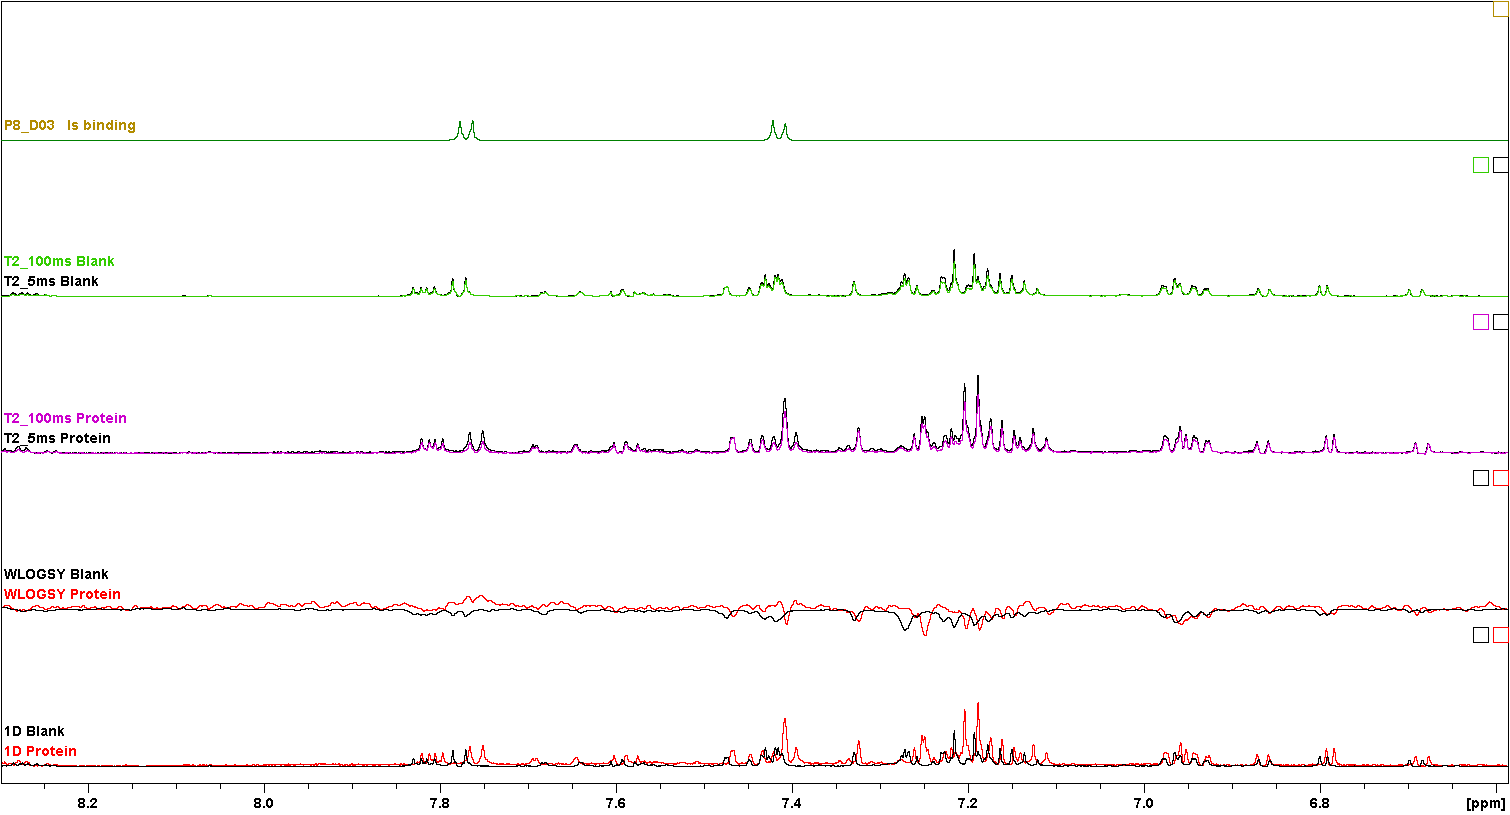 P8_D03 Is binding
T2_100ms Blank
T2_5ms Blank
T2_100ms Protein
T2_5ms Protein
WLOGSY Blank
WLOGSY Protein
1D Blank
1D Protein
8.2 8.0 7.8 7.6 7.4 7.2 7.0 6.8 [ppm]